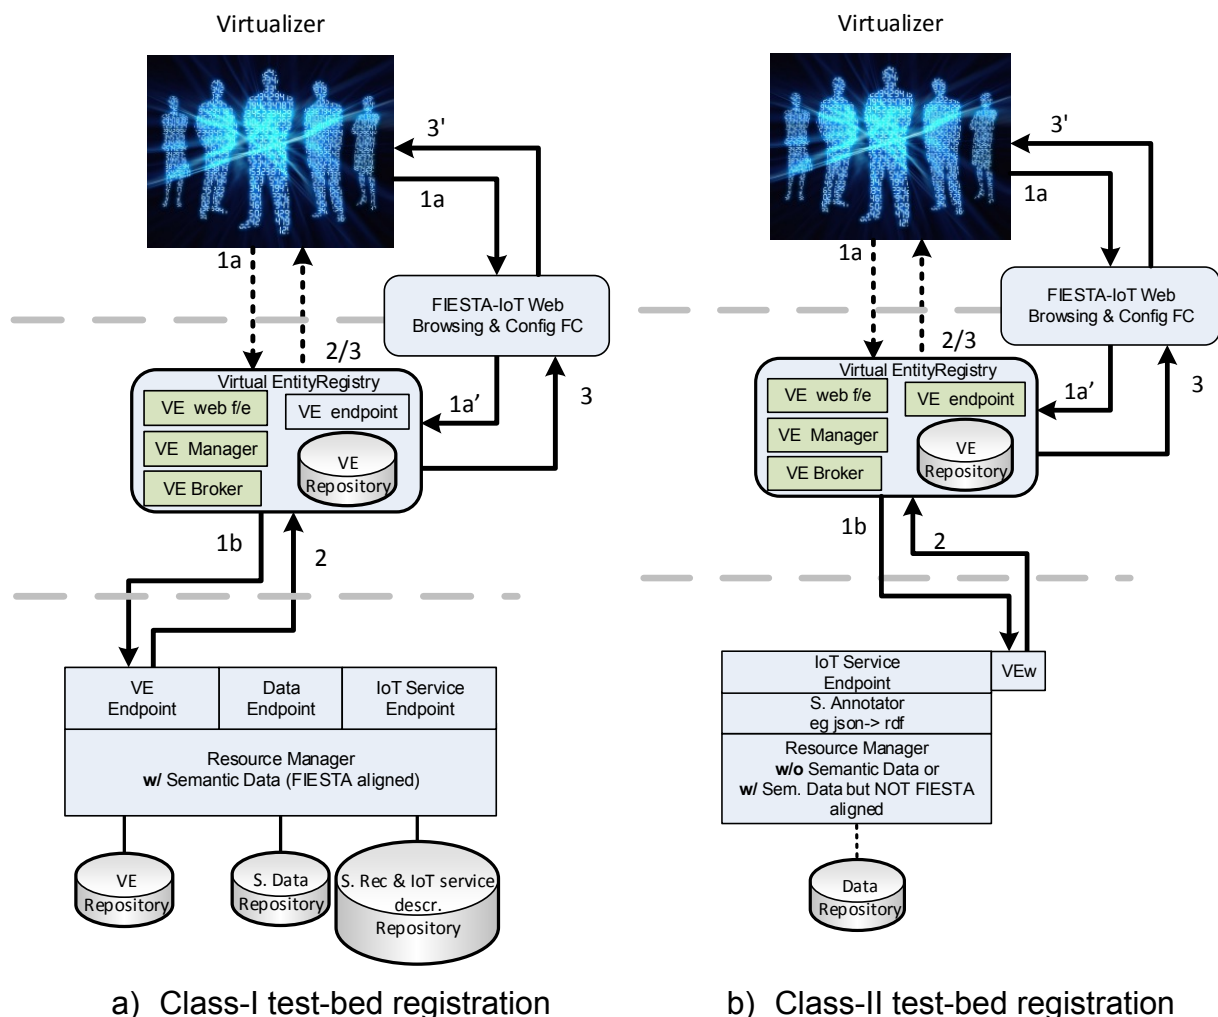 Virtualizer
3'
1a
1a
FIESTA-IoT Web
Browsing & Config FC
2/3
Virtual EntityRegistry
VE web f/e
VE endpoint
VE Manager
VE
Repository
VE Broker
1a’
3
1b
2
VE
Endpoint
Data
Endpoint
IoT Service
Endpoint
Resource Manager
w/ Semantic Data (FIESTA aligned)
VE
Repository
S. Data
Repository
S. Rec & IoT service
descr.
Repository
a) Class-I test-bed registration
Virtualizer
3'
1a
1a
FIESTA-IoT Web
Browsing & Config FC
2/3
Virtual EntityRegistry
VE web f/e
VE endpoint
VE Manager
VE
Repository
VE Broker
1a’
3
1b
2
IoT Service
Endpoint
VEw
S. Annotator
eg json-> rdf
Resource Manager
w/o Semantic Data or
w/ Sem. Data but NOT FIESTA
aligned
Data
Repository
b) Class-II test-bed registration